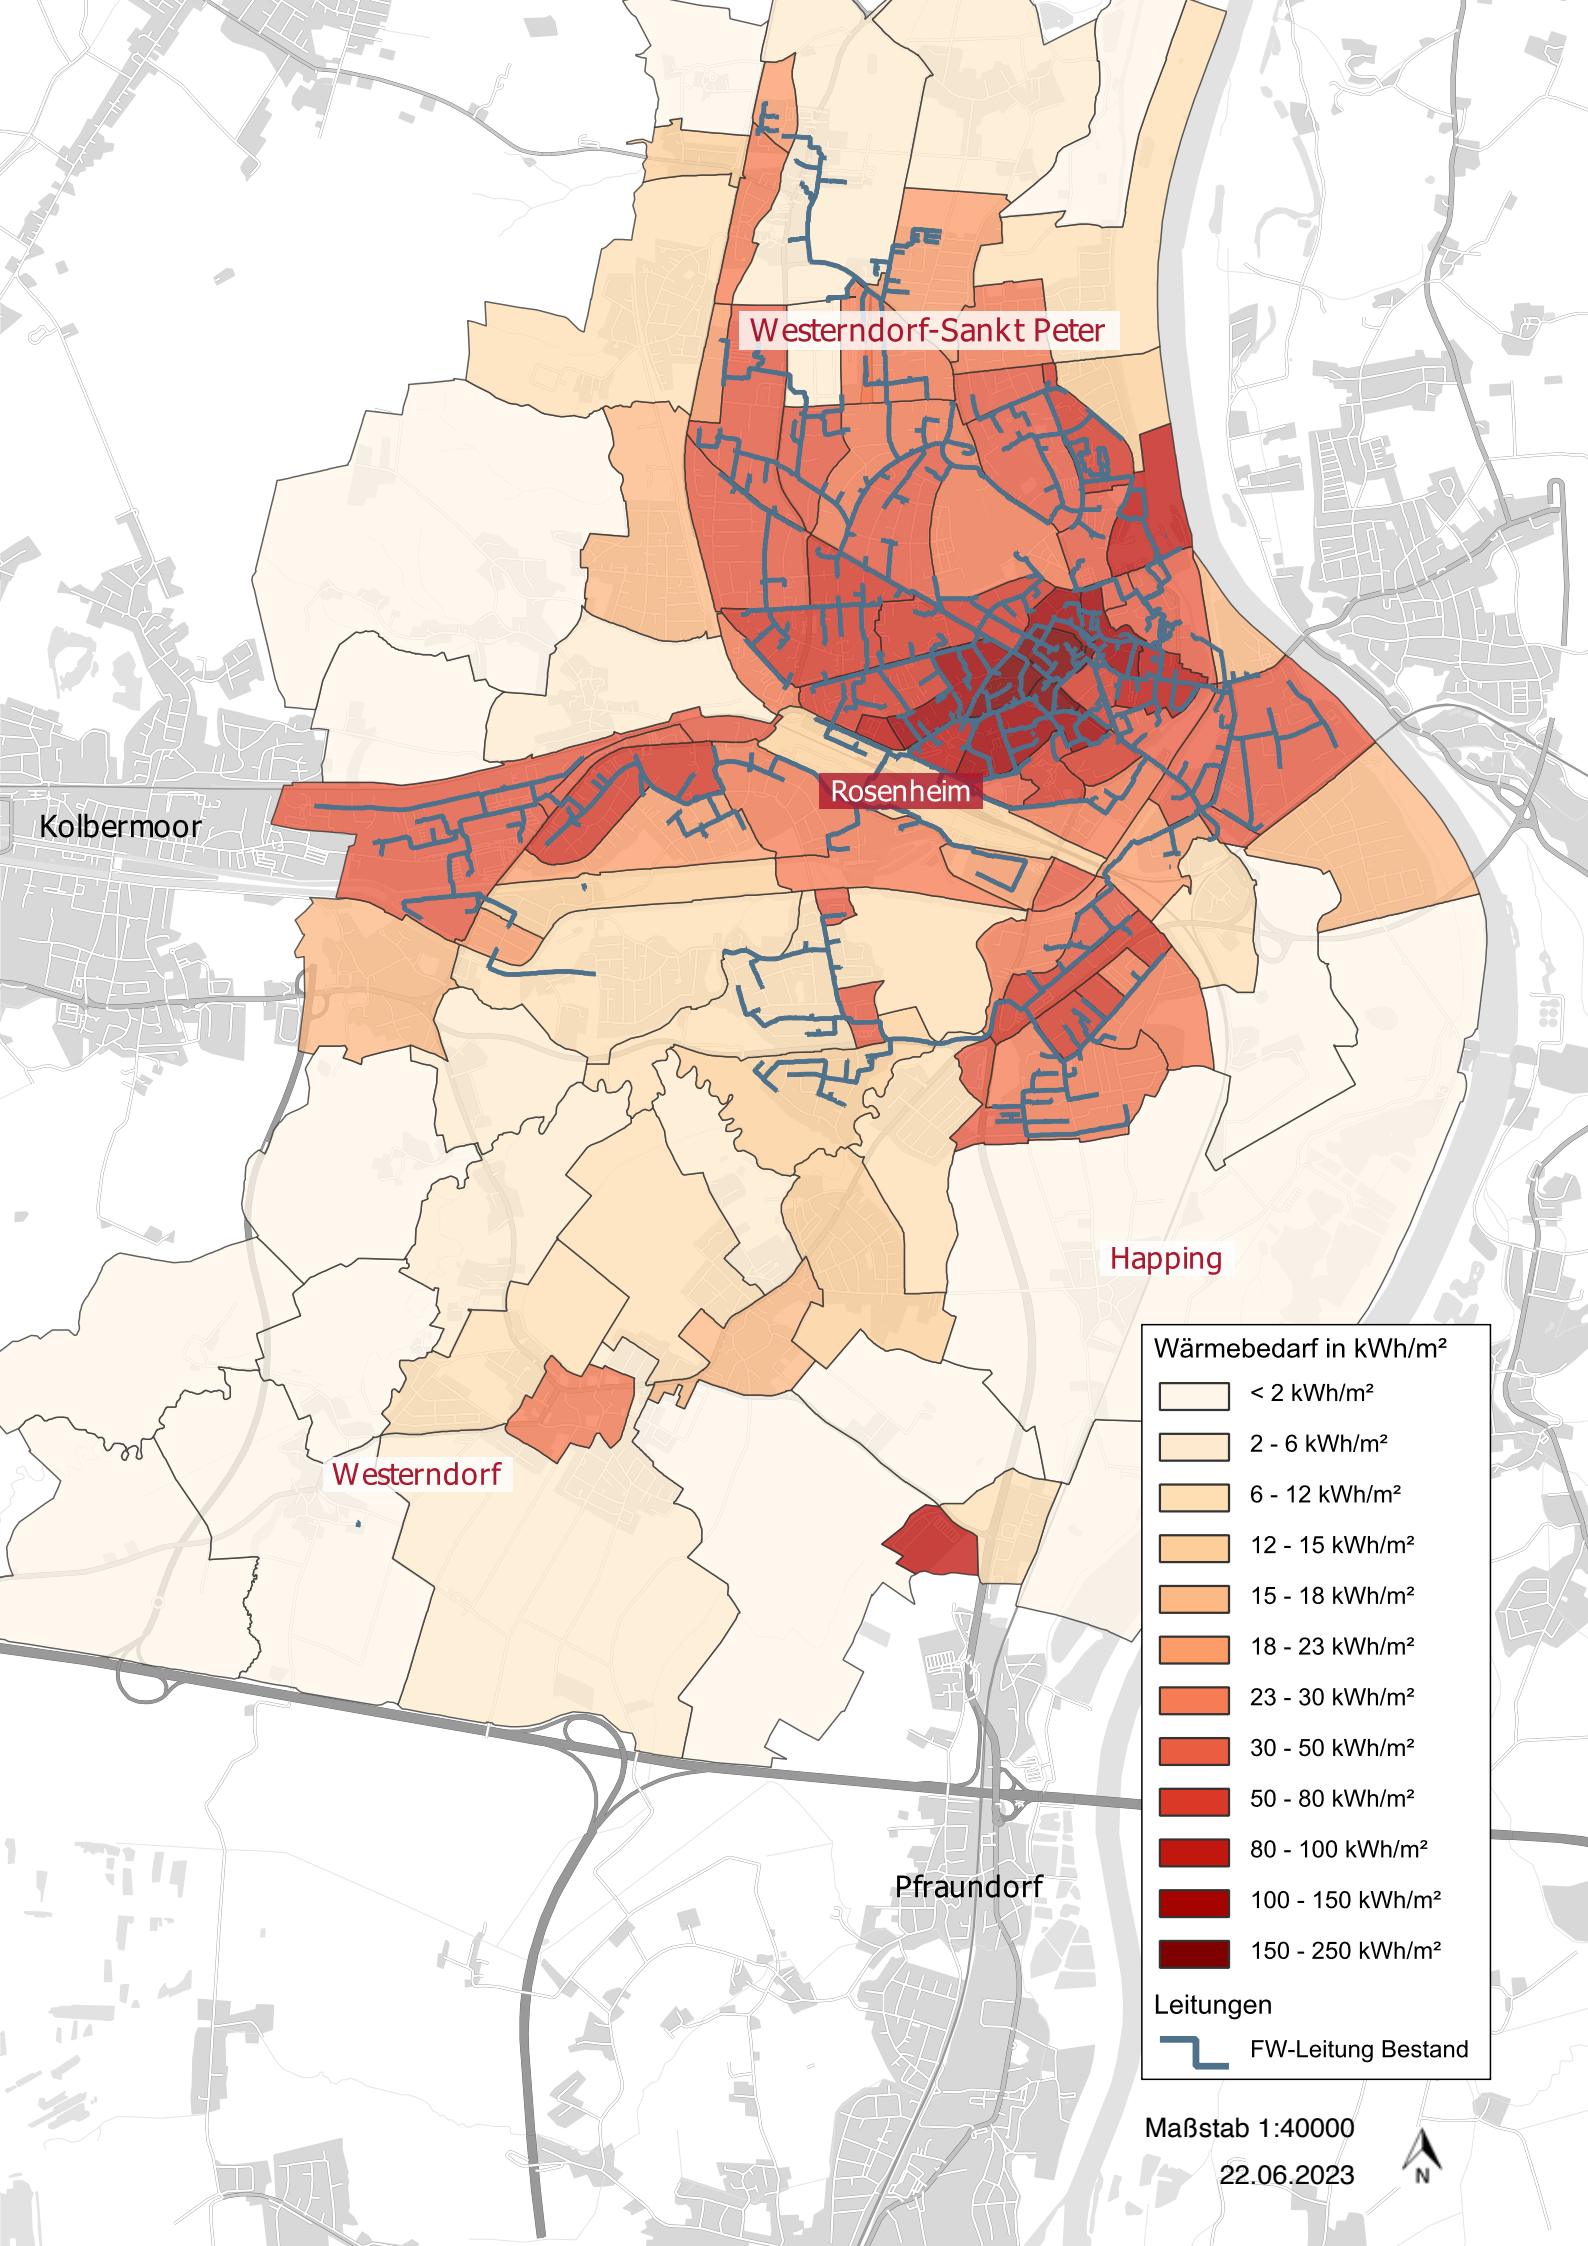 Westerndorf-Sankt Peter
Rosenheim
Kolbermoor
Happing
Westerndorf
Pfraundorf
Wärmebedarf in kWh/m²
< 2 kWh/m²
2 - 6 kWh/m²
6 - 12 kWh/m²
12 - 15 kWh/m²
15 - 18 kWh/m²
18 - 23 kWh/m²
23 - 30 kWh/m²
30 - 50 kWh/m²
50 - 80 kWh/m²
80 - 100 kWh/m²
100 - 150 kWh/m²
150 - 250 kWh/m²
Leitungen
FW-Leitung Bestand
Maßstab 1:40000
22.06.2023
N